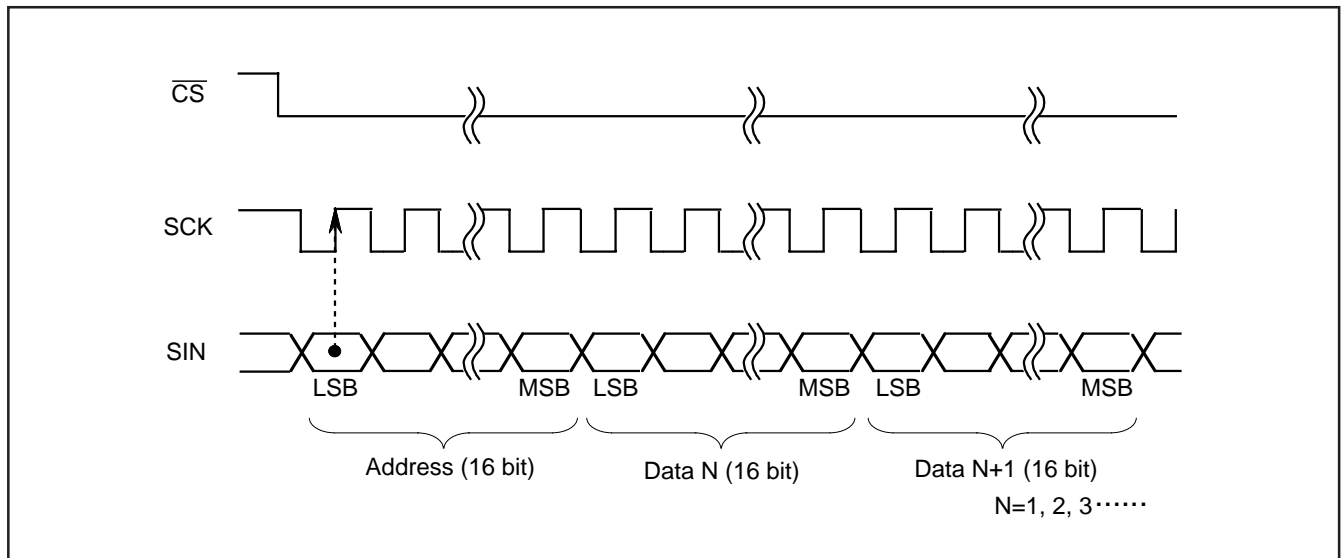 CS
SCK
SIN
LSB MSB LSB MSB LSB MSB
Address (16 bit) Data N (16 bit) Data N+1 (16 bit)
N=1, 2, 3⋯⋯